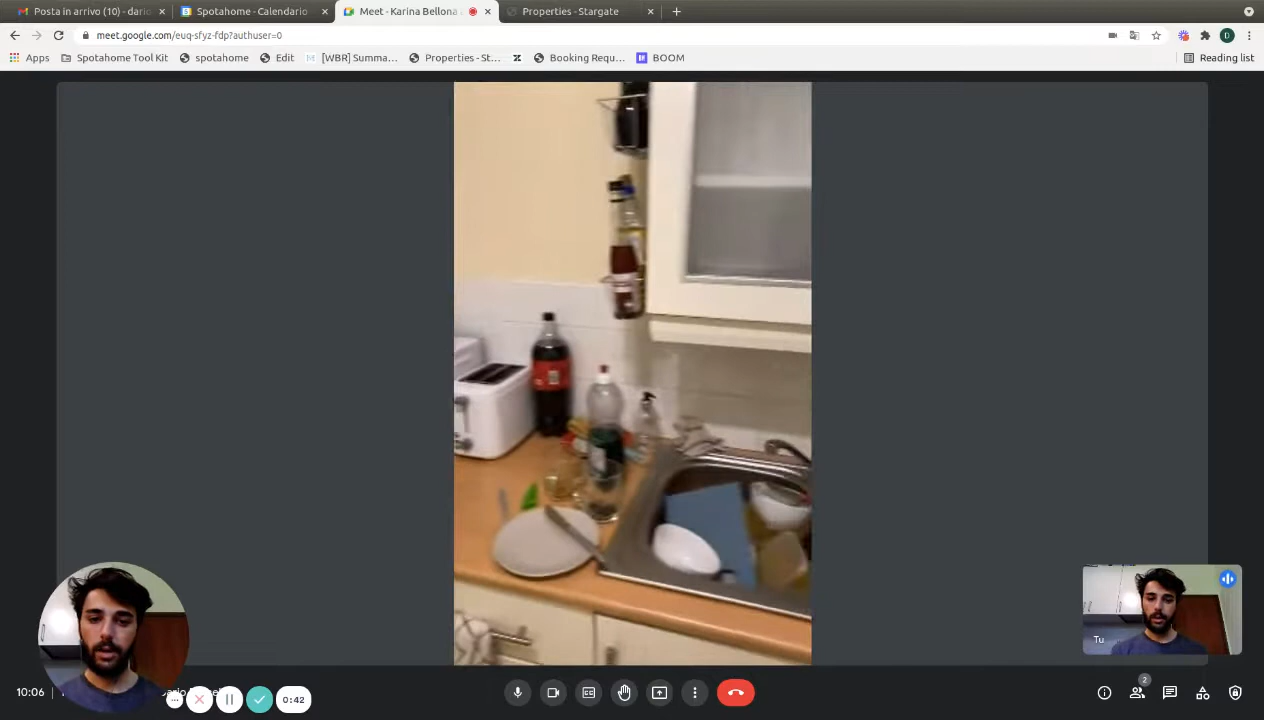 Posta in arrivo (10) - dario
Spotahome - Calendario
Meet - Karina Bellona
Properties - Stargate
meet.google.com/euq-sfyz-fdp?authuser=0
Apps
Spotahome Tool Kit
spotahome
Edit
[WBR] Summa...
Properties - St...
Booking Requ...
BOOM
Reading list
Tu
10:06
0:42
2
D